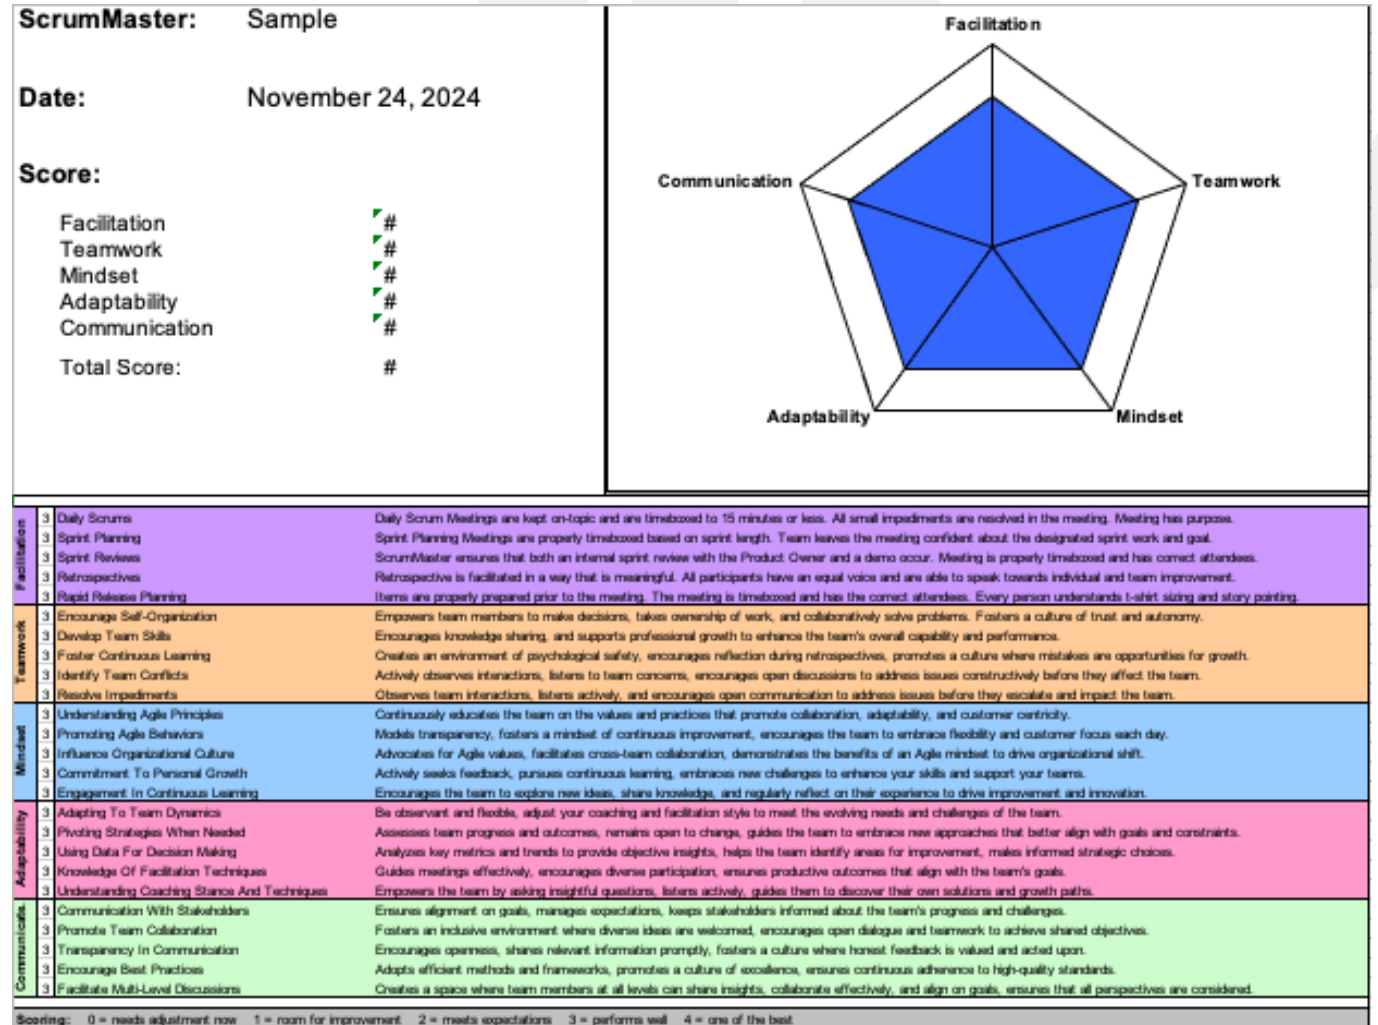 ScrumMaster: Sample
Date: November 24, 2024
Score:
Facilitation #
Teamwork #
Mindset #
Adaptability #
Communication #
Total Score: #
Facilitation
Communication
Teamwork
Adaptability
Mindset
Facilitation
3 Daily Scrums Daily Scrum Meetings are kept on-topic and are timeboxed to 15 minutes or less. All small impediments are resolved in the meeting. Meeting has purpose.
3 Sprint Planning Sprint Planning Meetings are properly timeboxed based on sprint length. Team leaves the meeting confident about the designated sprint work and goal.
3 Sprint Reviews ScrumMaster ensures that both an internal sprint review with the Product Owner and a demo occur. Meeting is properly timeboxed and has correct attendees.
3 Retrospectives Retrospective is facilitated in a way that is meaningful. All participants have an equal voice and are able to speak towards individual and team improvement.
3 Rapid Release Planning Items are properly prepared prior to the meeting. The meeting is timeboxed and has the correct attendees. Every person understands t-shirt sizing and story pointing.
Teamwork
3 Encourage Self-Organization Empowers team members to make decisions, takes ownership of work, and collaboratively solve problems. Fosters a culture of trust and autonomy.
3 Develop Team Skills Encourages knowledge sharing, and supports professional growth to enhance the team's overall capability and performance.
3 Foster Continuous Learning Creates an environment of psychological safety, encourages reflection during retrospectives, promotes a culture where mistakes are opportunities for growth.
3 Identify Team Conflicts Actively observes interactions, listens to team concerns, encourages open discussions to address issues constructively before they affect the team.
3 Resolve Impediments Observes team interactions, listens actively, and encourages open communication to address issues before they escalate and impact the team.
Mindset
3 Understanding Agile Principles Continuously educates the team on the values and practices that promote collaboration, adaptability, and customer centricity.
3 Promoting Agile Behaviors Models transparency, fosters a mindset of continuous improvement, encourages the team to embrace flexibility and customer focus each day.
3 Influence Organizational Culture Advocates for Agile values, facilitates cross-team collaboration, demonstrates the benefits of an Agile mindset to drive organizational shift.
3 Commitment To Personal Growth Actively seeks feedback, pursues continuous learning, embraces new challenges to enhance your skills and support your teams.
3 Engagement In Continuous Learning Encourages the team to explore new ideas, share knowledge, and regularly reflect on their experience to drive improvement and innovation.
Adaptability
3 Adapting To Team Dynamics Be observant and flexible, adjust your coaching and facilitation style to meet the evolving needs and challenges of the team.
3 Pivoting Strategies When Needed Assesses team progress and outcomes, remains open to change, guides the team to embrace new approaches that better align with goals and constraints.
3 Using Data For Decision Making Analyzes key metrics and trends to provide objective insights, helps the team identify areas for improvement, makes informed strategic choices.
3 Knowledge Of Facilitation Techniques Guides meetings effectively, encourages diverse participation, ensures productive outcomes that align with the team's goals.
3 Understanding Coaching Stance And Techniques Empowers the team by asking insightful questions, listens actively, guides them to discover their own solutions and growth paths.
Communicate
3 Communication With Stakeholders Ensures alignment on goals, manages expectations, keeps stakeholders informed about the team's progress and challenges.
3 Promote Team Collaboration Fosters an inclusive environment where diverse ideas are welcomed, encourages open dialogue and teamwork to achieve shared objectives.
3 Transparency In Communication Encourages openness, shares relevant information promptly, fosters a culture where honest feedback is valued and acted upon.
3 Encourage Best Practices Adopts efficient methods and frameworks, promotes a culture of excellence, ensures continuous adherence to high-quality standards.
3 Facilitate Multi-Level Discussions Creates a space where team members at all levels can share insights, collaborate effectively, and align on goals, ensures that all perspectives are considered.
Scoring: 0 = needs adjustment now 1 = room for improvement 2 = meets expectations 3 = performs well 4 = one of the best